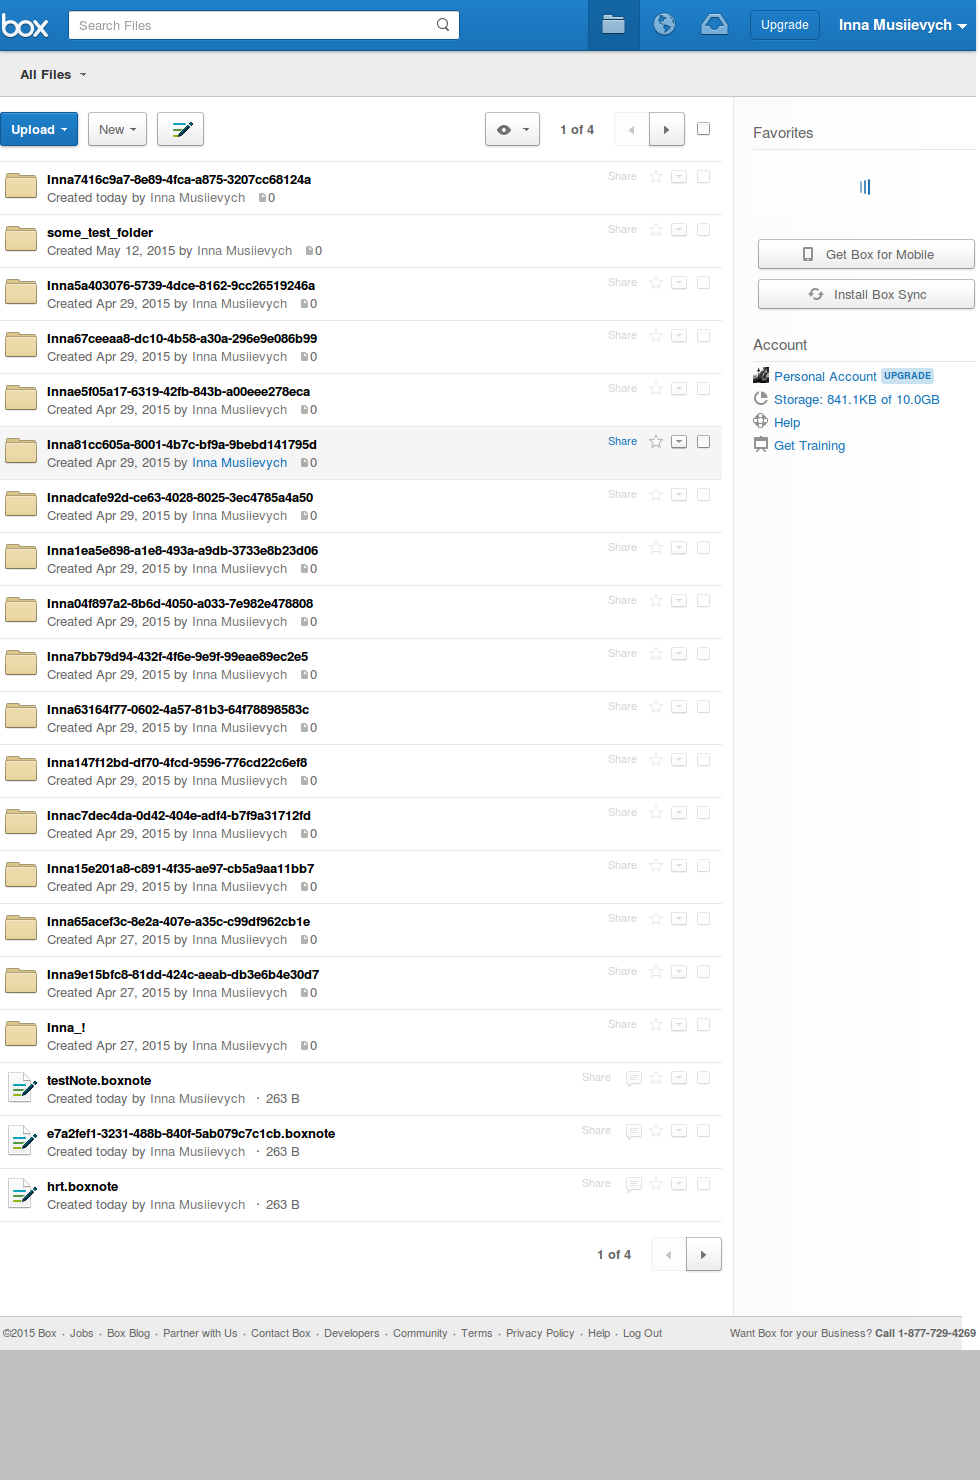 box
Search Files
Upgrade
Inna Musiievych
All Files
Upload
New
1 of 4
Inna7416c9a7-8e89-4fca-a875-3207cc68124a
Share
Created today by Inna Musiievych 0
some_test_folder
Share
Created May 12, 2015 by Inna Musiievych 0
Inna5a403076-5739-4dce-8162-9cc26519246a
Share
Created Apr 29, 2015 by Inna Musiievych 0
Inna67ceeaa8-dc10-4b58-a30a-296e9e086b99
Share
Created Apr 29, 2015 by Inna Musiievych 0
Innae5f05a17-6319-42fb-843b-a00eee278eca
Share
Created Apr 29, 2015 by Inna Musiievych 0
Inna81cc605a-8001-4b7c-bf9a-9bebd141795d
Share
Created Apr 29, 2015 by Inna Musiievych 0
Innadcafe92d-ce63-4028-8025-3ec4785a4a50
Share
Created Apr 29, 2015 by Inna Musiievych 0
Inna1ea5e898-a1e8-493a-a9db-3733e8b23d06
Share
Created Apr 29, 2015 by Inna Musiievych 0
Inna04f897a2-8b6d-4050-a033-7e982e478808
Share
Created Apr 29, 2015 by Inna Musiievych 0
Inna7bb79d94-432f-4f6e-9e9f-99eae89ec2e5
Share
Created Apr 29, 2015 by Inna Musiievych 0
Inna63164f77-0602-4a57-81b3-64f78898583c
Share
Created Apr 29, 2015 by Inna Musiievych 0
Inna147f12bd-df70-4fcd-9596-776cd22c6ef8
Share
Created Apr 29, 2015 by Inna Musiievych 0
Innac7dec4da-0d42-404e-adf4-b7f9a31712fd
Share
Created Apr 29, 2015 by Inna Musiievych 0
Inna15e201a8-c891-4f35-ae97-cb5a9aa11bb7
Share
Created Apr 29, 2015 by Inna Musiievych 0
Inna65acef3c-8e2a-407e-a35c-c99df962cb1e
Share
Created Apr 27, 2015 by Inna Musiievych 0
Inna9e15bfc8-81dd-424c-aeab-db3e6b4e30d7
Share
Created Apr 27, 2015 by Inna Musiievych 0
Inna_!
Share
Created Apr 27, 2015 by Inna Musiievych 0
testNote.boxnote
Share
Created today by Inna Musiievych · 263 B
e7a2fef1-3231-488b-840f-5ab079c7c1cb.boxnote
Share
Created today by Inna Musiievych · 263 B
hrt.boxnote
Share
Created today by Inna Musiievych · 263 B
1 of 4
Favorites
Get Box for Mobile
Install Box Sync
Account
Personal Account UPGRADE
Storage: 841.1KB of 10.0GB
Help
Get Training
©2015 Box · Jobs · Box Blog · Partner with Us · Contact Box · Developers · Community · Terms · Privacy Policy · Help · Log Out
Want Box for your Business? Call 1-877-729-4269